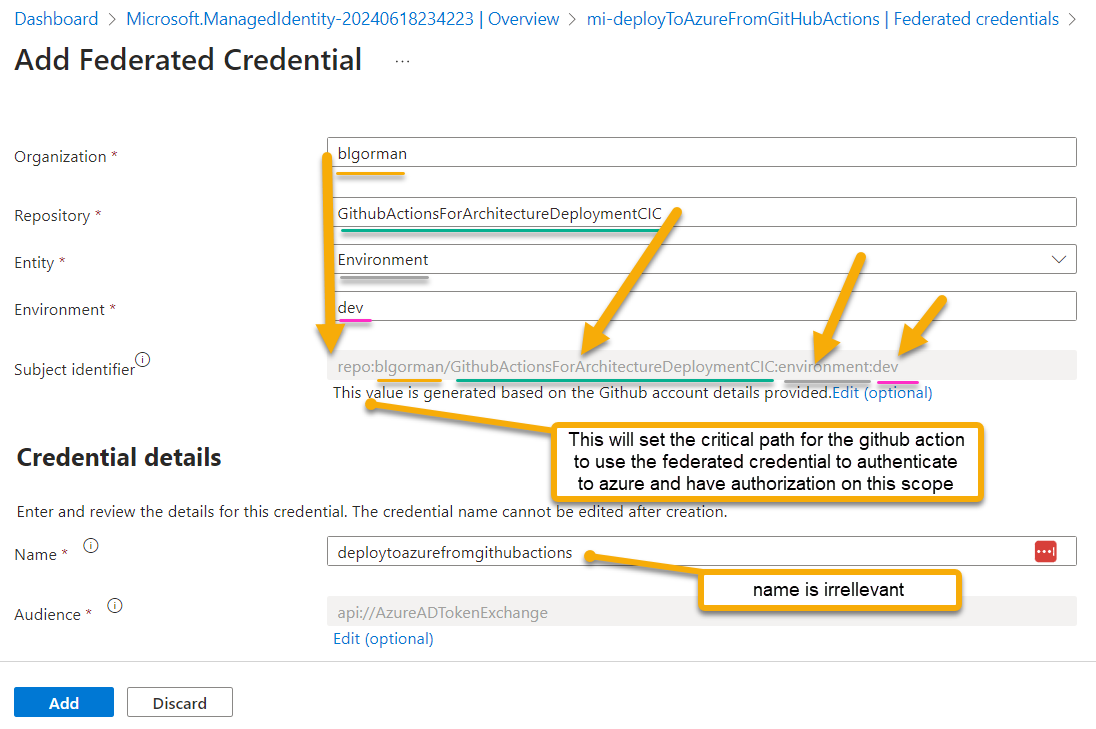 Dashboard > Microsoft.ManagedIdentity-20240618234223 | Overview > mi-deployToAzureFromGitHubActions | Federated credentials >
Add Federated Credential ...
Organization *
blgorman
Repository *
GithubActionsForArchitectureDeploymentCIC
Entity *
Environment
Environment *
dev
Subject identifier
repo:blgorman/GithubActionsForArchitectureDeploymentCIC:environment:dev
This value is generated based on the Github account details provided.Edit (optional)
This will set the critical path for the github action
to use the federated credential to authenticate
to azure and have authorization on this scope
Credential details
Enter and review the details for this credential. The credential name cannot be edited after creation.
Name *
deploytoazurefromgithubactions
name is irrellevant
Audience *
api://AzureADTokenExchange
Edit (optional)
Add
Discard